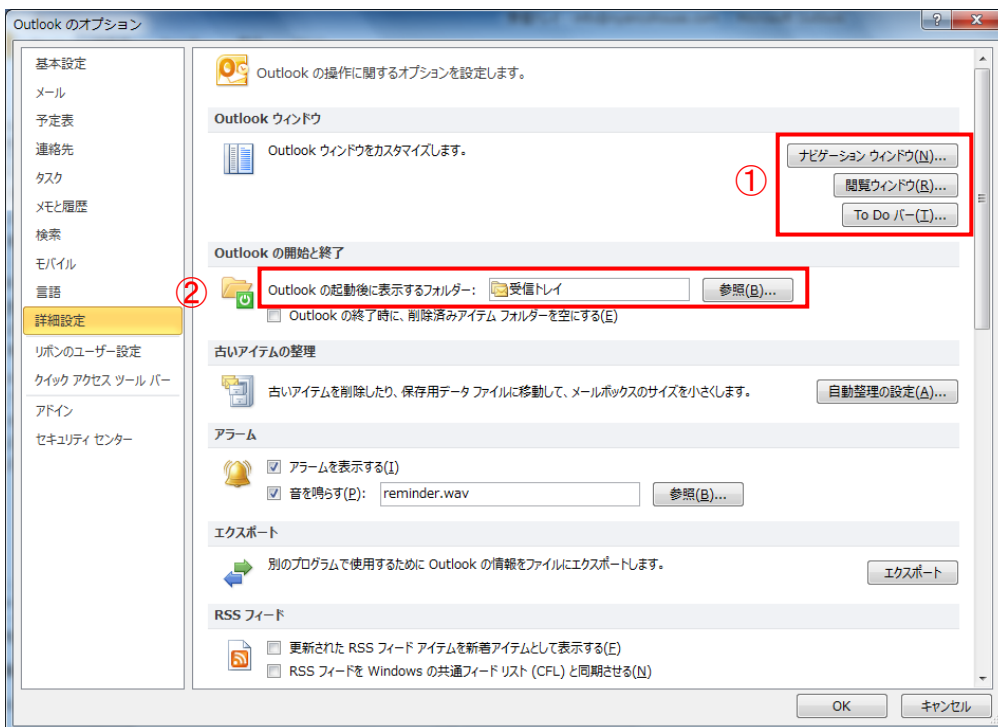 Outlook のオプション
基本設定
メール
予定表
連絡先
タスク
メモと履歴
検索
モバイル
言語
詳細設定
リボンのユーザー設定
クイック アクセス ツール バー
アドイン
セキュリティ センター
Outlook の操作に関するオプションを設定します。
Outlook ウィンドウ
Outlook ウィンドウをカスタマイズします。
①
ナビゲーション ウィンドウ(N)...
閲覧ウィンドウ(R)...
To Do バー(T)...
Outlook の開始と終了
②
Outlook の起動後に表示するフォルダー: 受信トレイ 参照(B)...
Outlook の終了時に、削除済みアイテム フォルダーを空にする(E)
古いアイテムの整理
古いアイテムを削除したり、保存用データ ファイルに移動して、メールボックスのサイズを小さくします。 自動整理の設定(A)...
アラーム
アラームを表示する(I)
音を鳴らす(P): reminder.wav 参照(B)...
エクスポート
別のプログラムで使用するために Outlook の情報をファイルにエクスポートします。 エクスポート
RSS フィード
更新された RSS フィード アイテムを新着アイテムとして表示する(F)
RSS フィードを Windows の共通フィード リスト (CFL) と同期させる(N)
OK キャンセル